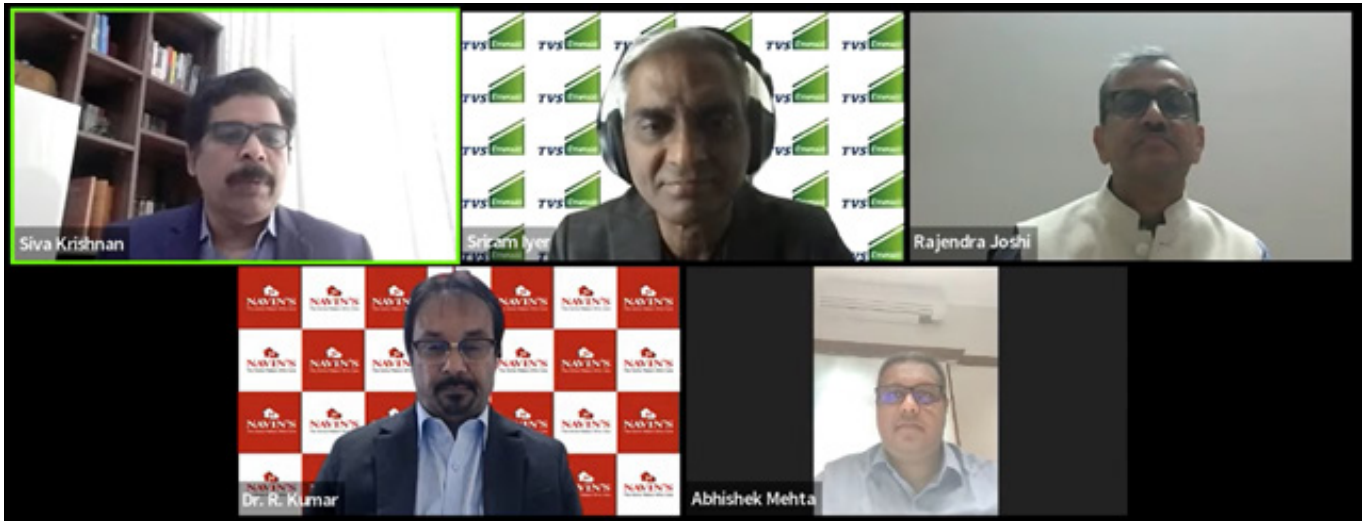 Siva Krishnan
TVS Emerald
Sriram Iyer
Rajendra Joshi
NAVIN'S
Dr. R. Kumar
Abhishek Mehta